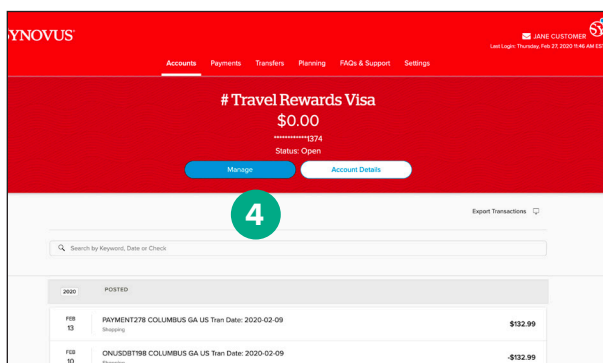 SYNOVUS
JANE CUSTOMER
Last Login: Thursday, Feb 27, 2020 11:46 AM EST
Accounts Payments Transfers Planning FAQs & Support Settings
# Travel Rewards Visa
$0.00
************1374
Status: Open
Manage Account Details
4
Export Transactions
Search by Keyword, Date or Check
2020 POSTED
FEB 13 PAYMENT278 COLUMBUS GA US Tran Date: 2020-02-09 $132.99
Shopping
FEB 10 ONUSDBT198 COLUMBUS GA US Tran Date: 2020-02-09 -$132.99
Shopping